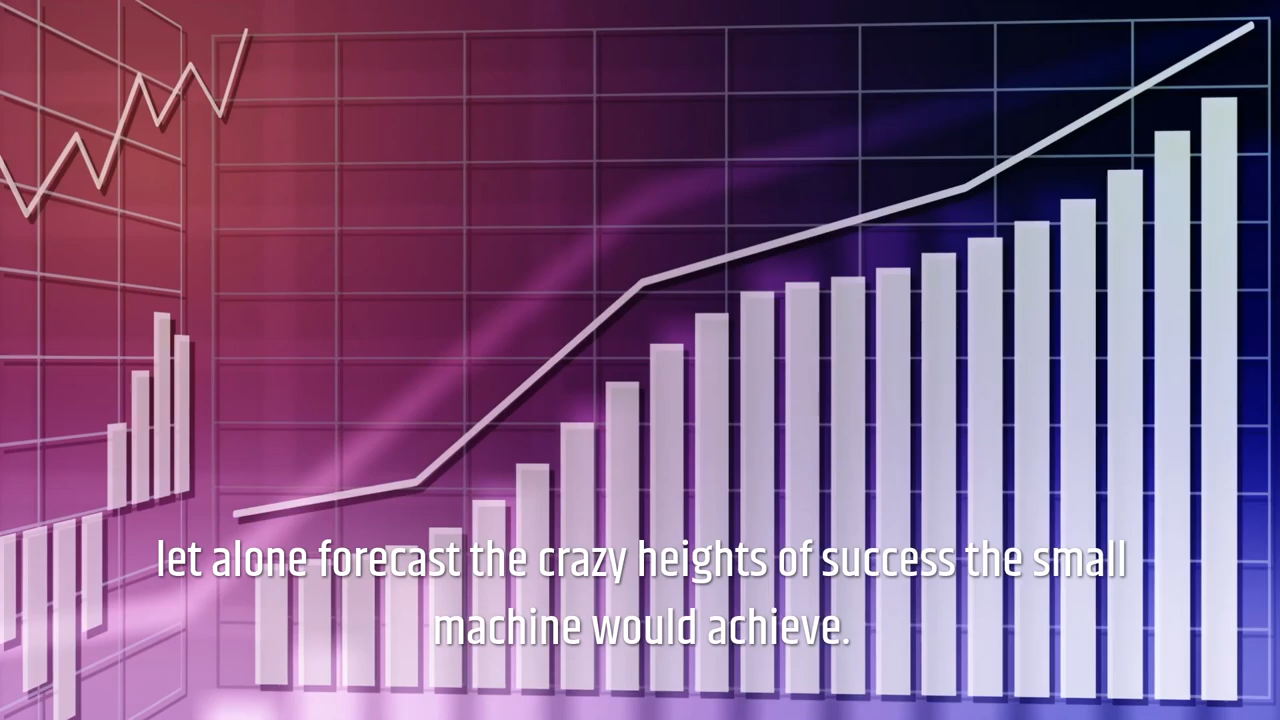 let alone forecast the crazy heights of success the small
machine would achieve.